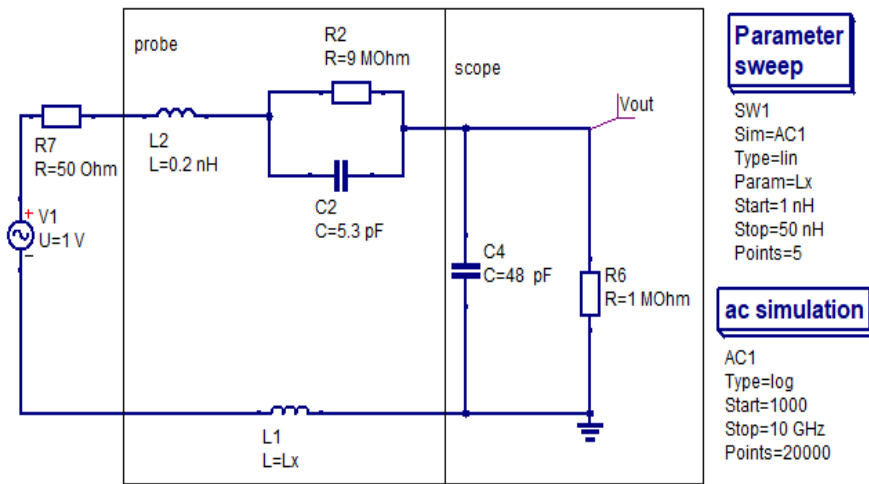 probe
scope
R2
R=9 MOhm
Vout
R7
R=50 Ohm
L2
L=0.2 nH
C2
C=5.3 pF
+
V1
U=1 V
−
C4
C=48 pF
R6
R=1 MOhm
L1
L=Lx
Parameter
sweep
SW1
Sim=AC1
Type=lin
Param=Lx
Start=1 nH
Stop=50 nH
Points=5
ac simulation
AC1
Type=log
Start=1000
Stop=10 GHz
Points=20000